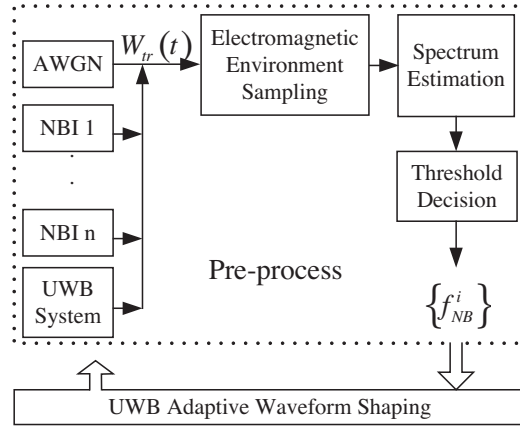 AWGN
W_tr(t)
Electromagnetic
Environment
Sampling
Spectrum
Estimation
NBI 1
.
.
NBI n
UWB
System
Threshold
Decision
Pre-process
{f^i_NB}
UWB Adaptive Waveform Shaping